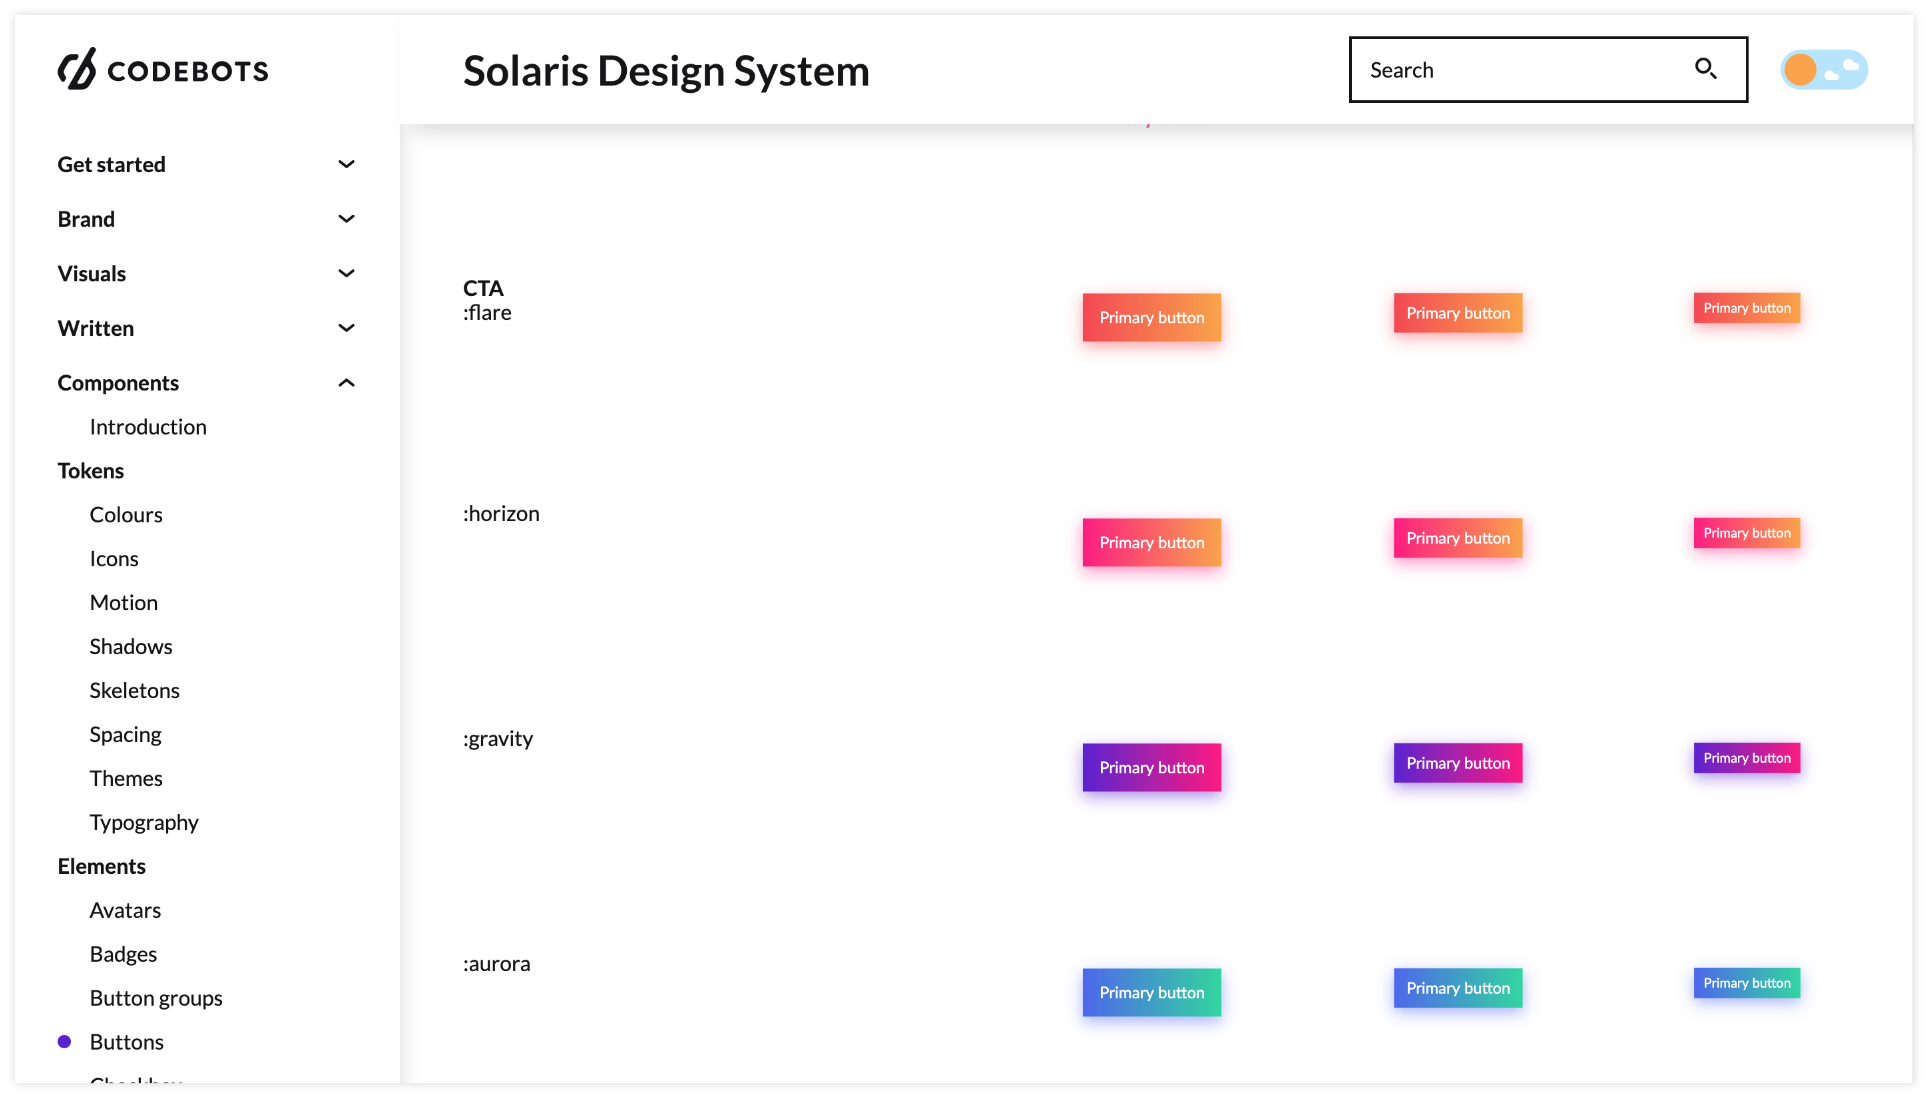 CODEBOTS
Solaris Design System
Search
Get started
Brand
Visuals
Written
Components
Introduction
Tokens
Colours
Icons
Motion
Shadows
Skeletons
Spacing
Themes
Typography
Elements
Avatars
Badges
Button groups
Buttons
CTA
:flare
Primary button
Primary button
Primary button
:horizon
Primary button
Primary button
Primary button
:gravity
Primary button
Primary button
Primary button
:aurora
Primary button
Primary button
Primary button